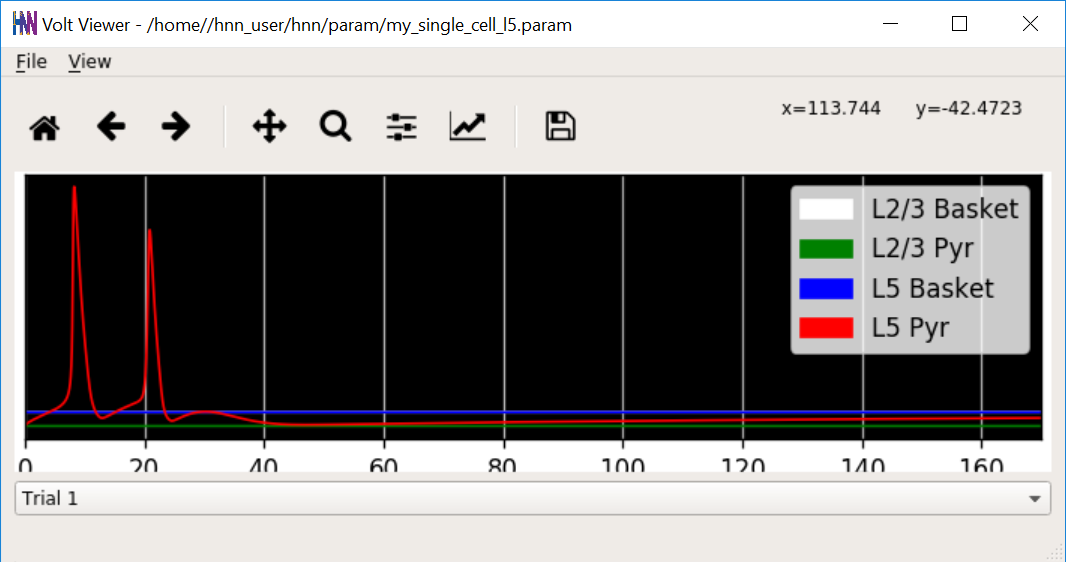 HNN Volt Viewer - /home//hnn_user/hnn/param/my_single_cell_l5.param
File View
x=113.744 y=-42.4723
L2/3 Basket
L2/3 Pyr
L5 Basket
L5 Pyr
0 20 40 60 80 100 120 140 160
Trial 1